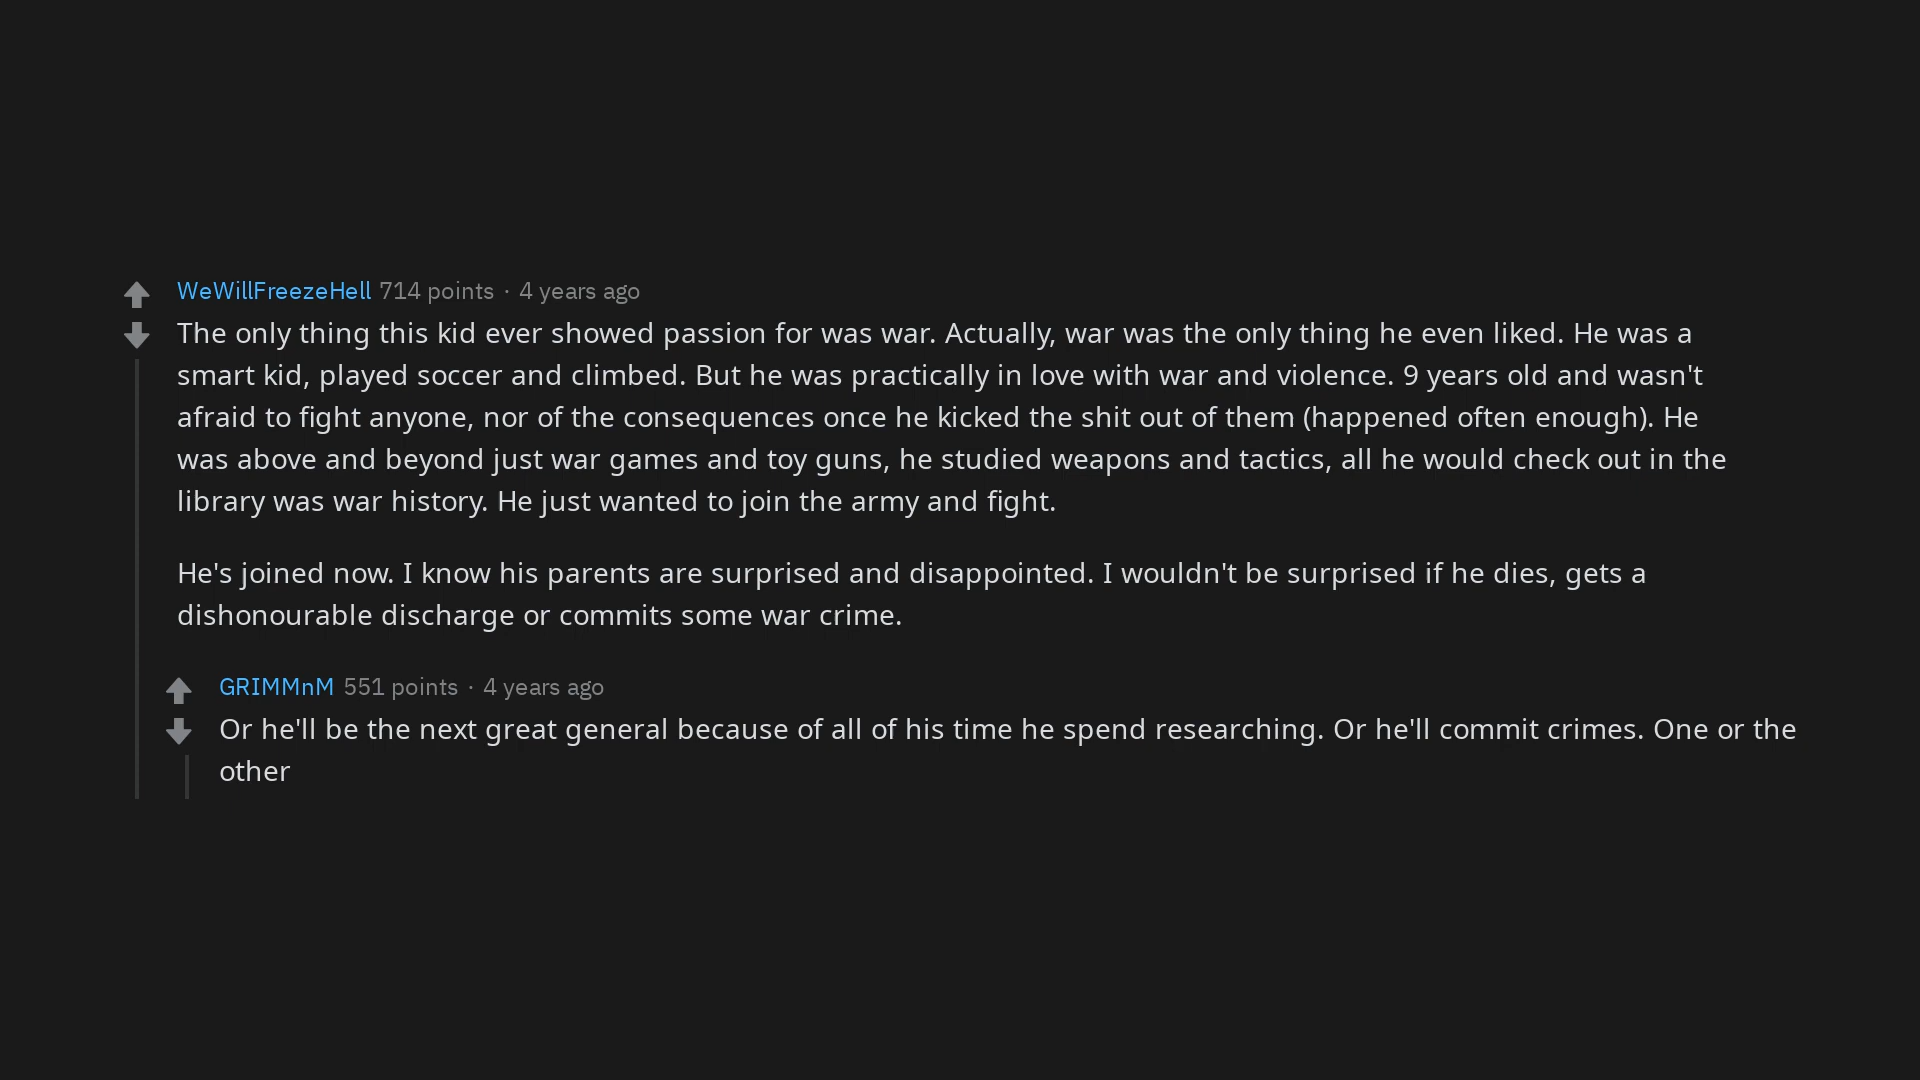 WeWillFreezeHell 714 points · 4 years ago
The only thing this kid ever showed passion for was war. Actually, war was the only thing he even liked. He was a
smart kid, played soccer and climbed. But he was practically in love with war and violence. 9 years old and wasn't
afraid to fight anyone, nor of the consequences once he kicked the shit out of them (happened often enough). He
was above and beyond just war games and toy guns, he studied weapons and tactics, all he would check out in the
library was war history. He just wanted to join the army and fight.
He's joined now. I know his parents are surprised and disappointed. I wouldn't be surprised if he dies, gets a
dishonourable discharge or commits some war crime.
GRIMMnM 551 points · 4 years ago
Or he'll be the next great general because of all of his time he spend researching. Or he'll commit crimes. One or the
other